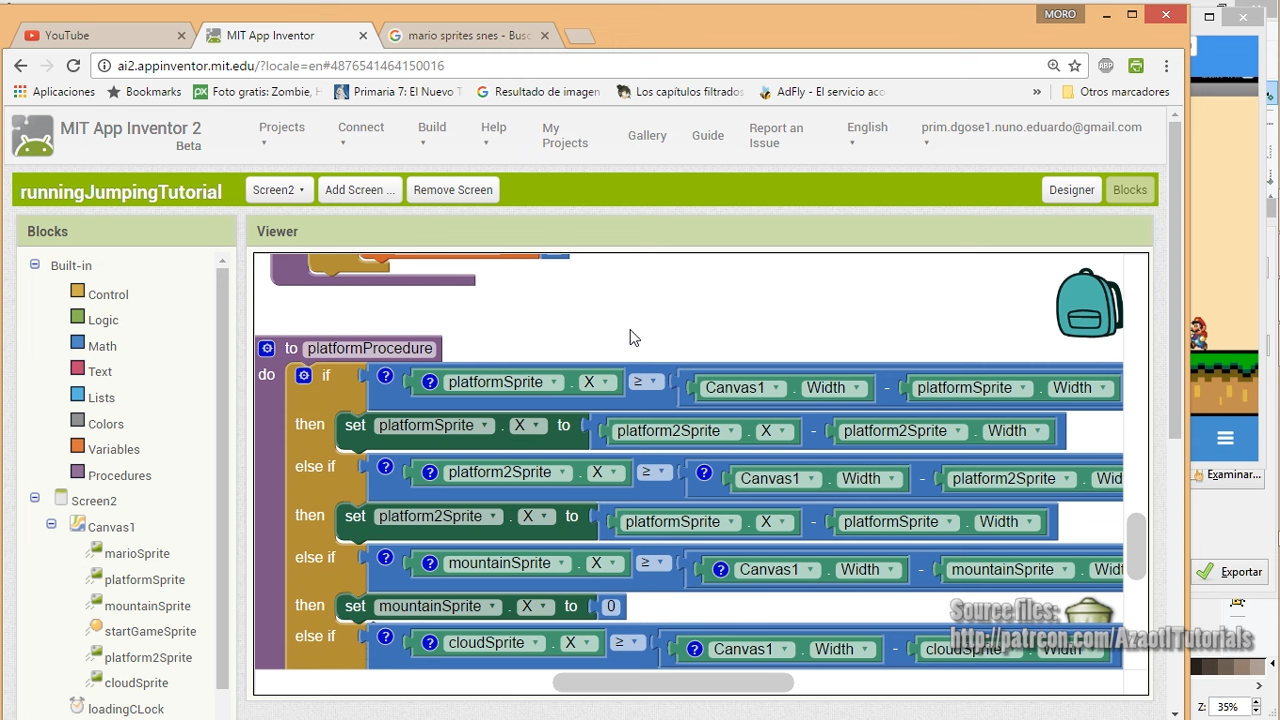 MORO
YouTube
MIT App Inventor
mario sprites snes - Busc
ai2.appinventor.mit.edu/?locale=en#4876541464150016
Aplicaciones
Bookmarks
Foto gratis: Zombie,
Primaria 7: El Nuevo
Resultado de imagen
Los capítulos filtrados
AdFly - El servicio aco
»
Otros marcadores
MIT App Inventor 2
Beta
Projects
Connect
Build
Help
My Projects
Gallery
Guide
Report an Issue
English
prim.dgose1.nuno.eduardo@gmail.com
runningJumpingTutorial
Screen2
Add Screen ...
Remove Screen
Designer
Blocks
Blocks
Viewer
Built-in
Control
Logic
Math
Text
Lists
Colors
Variables
Procedures
Screen2
Canvas1
marioSprite
platformSprite
mountainSprite
startGameSprite
platform2Sprite
cloudSprite
loadingCLock
to platformProcedure
do if platformSprite . X ≥ Canvas1 . Width - platformSprite . Width
then set platformSprite . X to platform2Sprite . X - platform2Sprite . Width
else if platform2Sprite . X ≥ Canvas1 . Width - platform2Sprite . Wid
then set platform2Sprite . X to platformSprite . X - platformSprite . Width
else if mountainSprite . X ≥ Canvas1 . Width - mountainSprite . Widt
then set mountainSprite . X to 0
else if cloudSprite . X ≥ Canvas1 . Width - cloudSprite . Width
Source files:
http://patreon.com/AzaotlTutorials
Examinar...
Exportar
Z: 35%